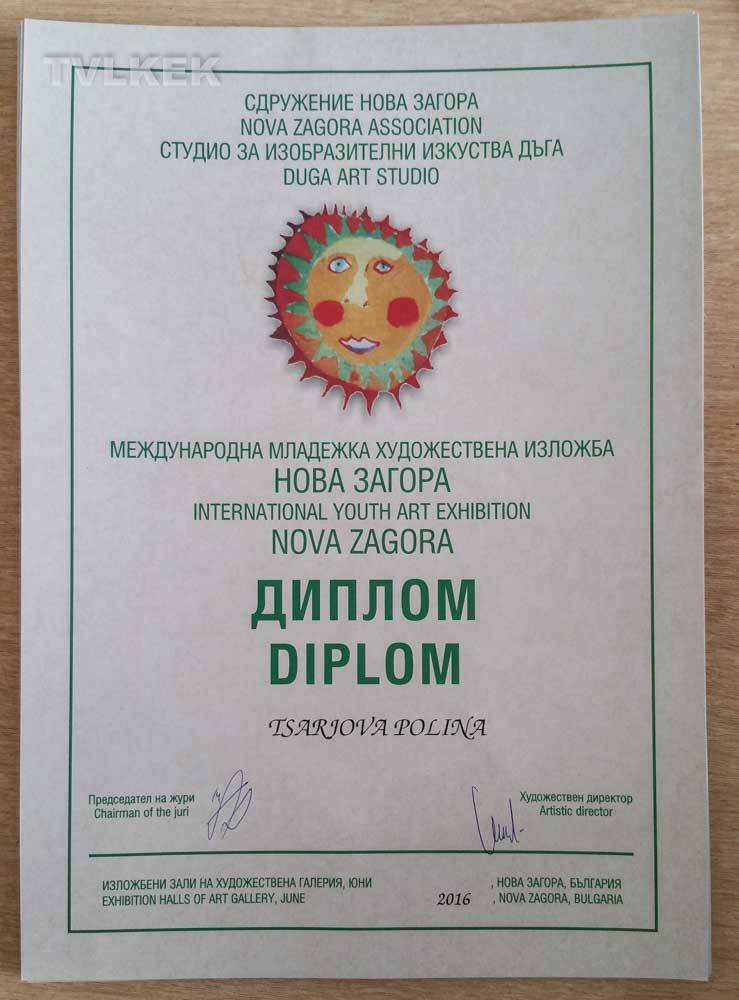 TVLKEK
СДРУЖЕНИЕ НОВА ЗАГОРА
NOVA ZAGORA ASSOCIATION
СТУДИО ЗА ИЗОБРАЗИТЕЛНИ ИЗКУСТВА ДЪГА
DUGA ART STUDIO
МЕЖДУНАРОДНА МЛАДЕЖКА ХУДОЖЕСТВЕНА ИЗЛОЖБА
НОВА ЗАГОРА
INTERNATIONAL YOUTH ART EXHIBITION
NOVA ZAGORA
ДИПЛОМ
DIPLOM
TSARJOVA POLINA
Председател на жури
Chairman of the juri
Художествен директор
Artistic director
ИЗЛОЖБЕНИ ЗАЛИ НА ХУДОЖЕСТВЕНА ГАЛЕРИЯ, ЮНИ , НОВА ЗАГОРА, БЪЛГАРИЯ
EXHIBITION HALLS OF ART GALLERY, JUNE 2016 , NOVA ZAGORA, BULGARIA